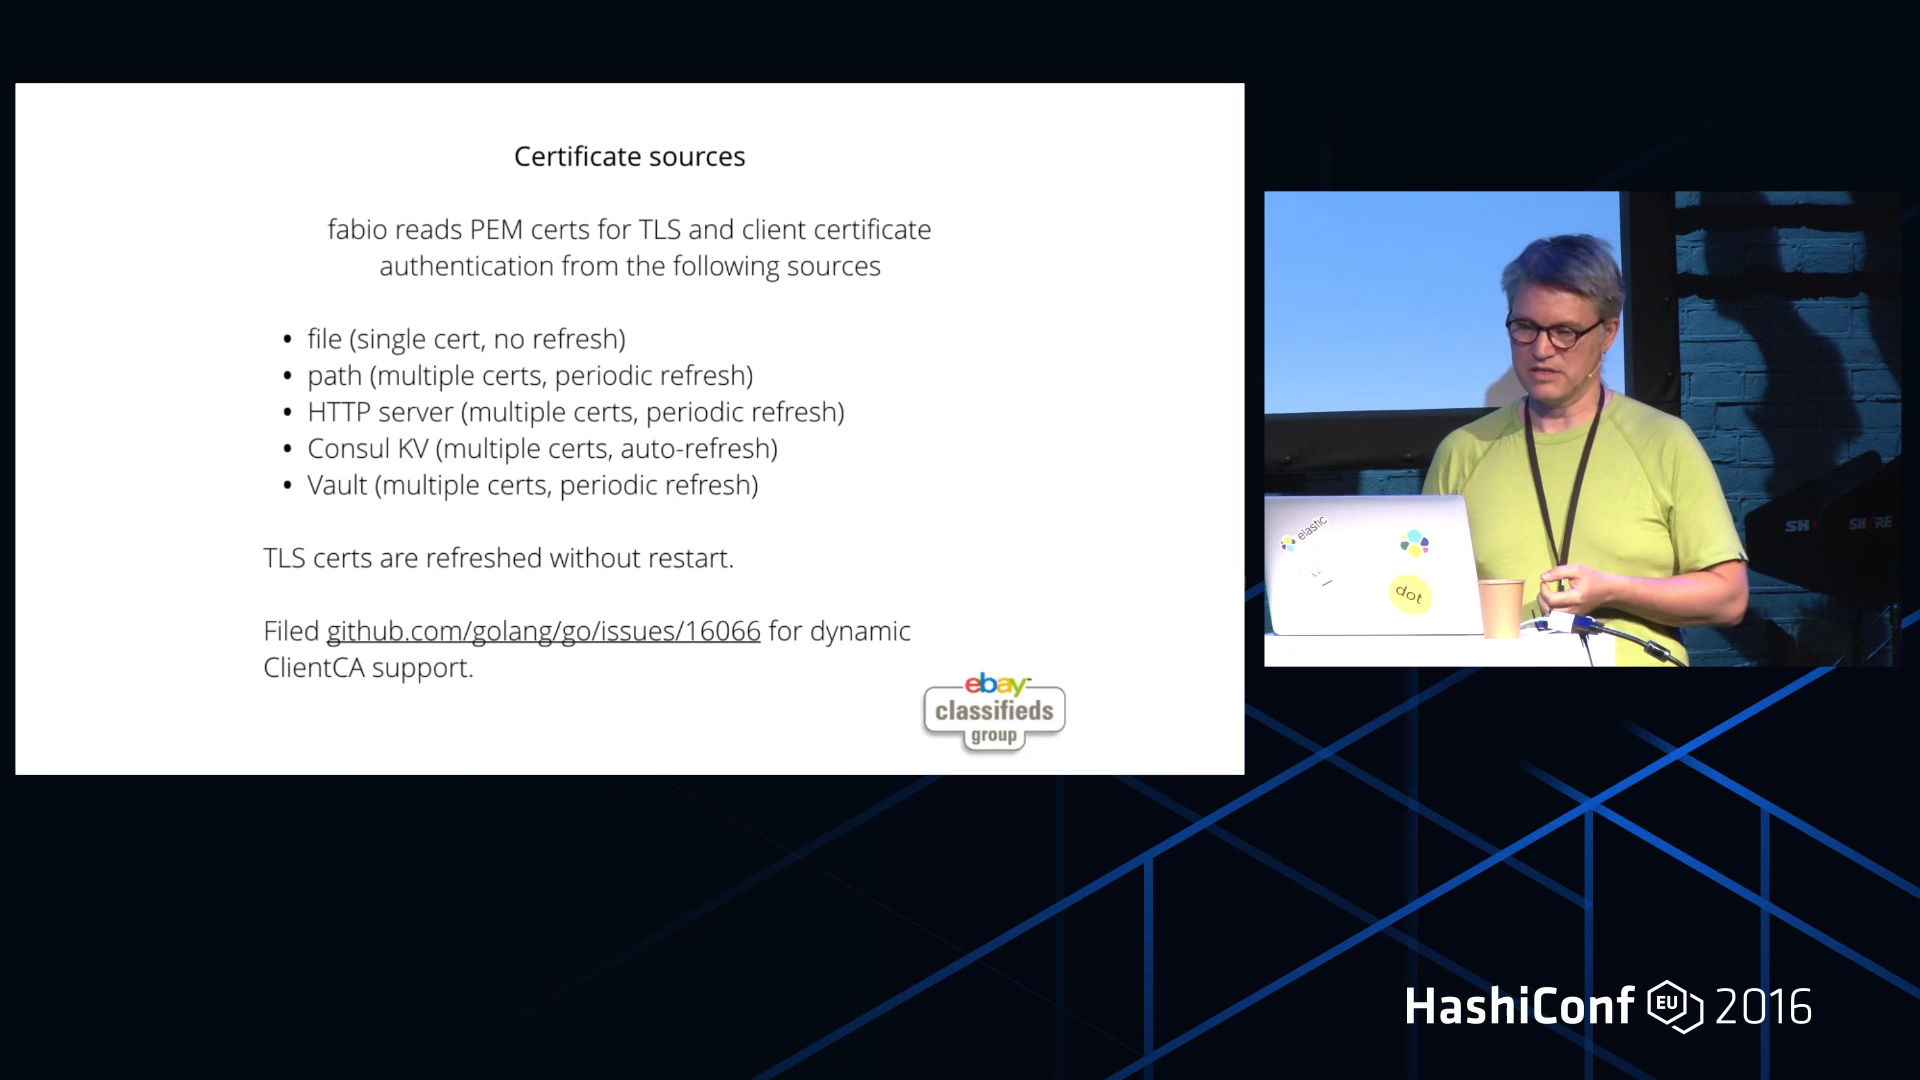 Certificate sources
fabio reads PEM certs for TLS and client certificate
authentication from the following sources
• file (single cert, no refresh)
• path (multiple certs, periodic refresh)
• HTTP server (multiple certs, periodic refresh)
• Consul KV (multiple certs, auto-refresh)
• Vault (multiple certs, periodic refresh)
TLS certs are refreshed without restart.
Filed github.com/golang/go/issues/16066 for dynamic
ClientCA support.
ebay
classifieds
group
elastic
dot
HashiConf EU 2016